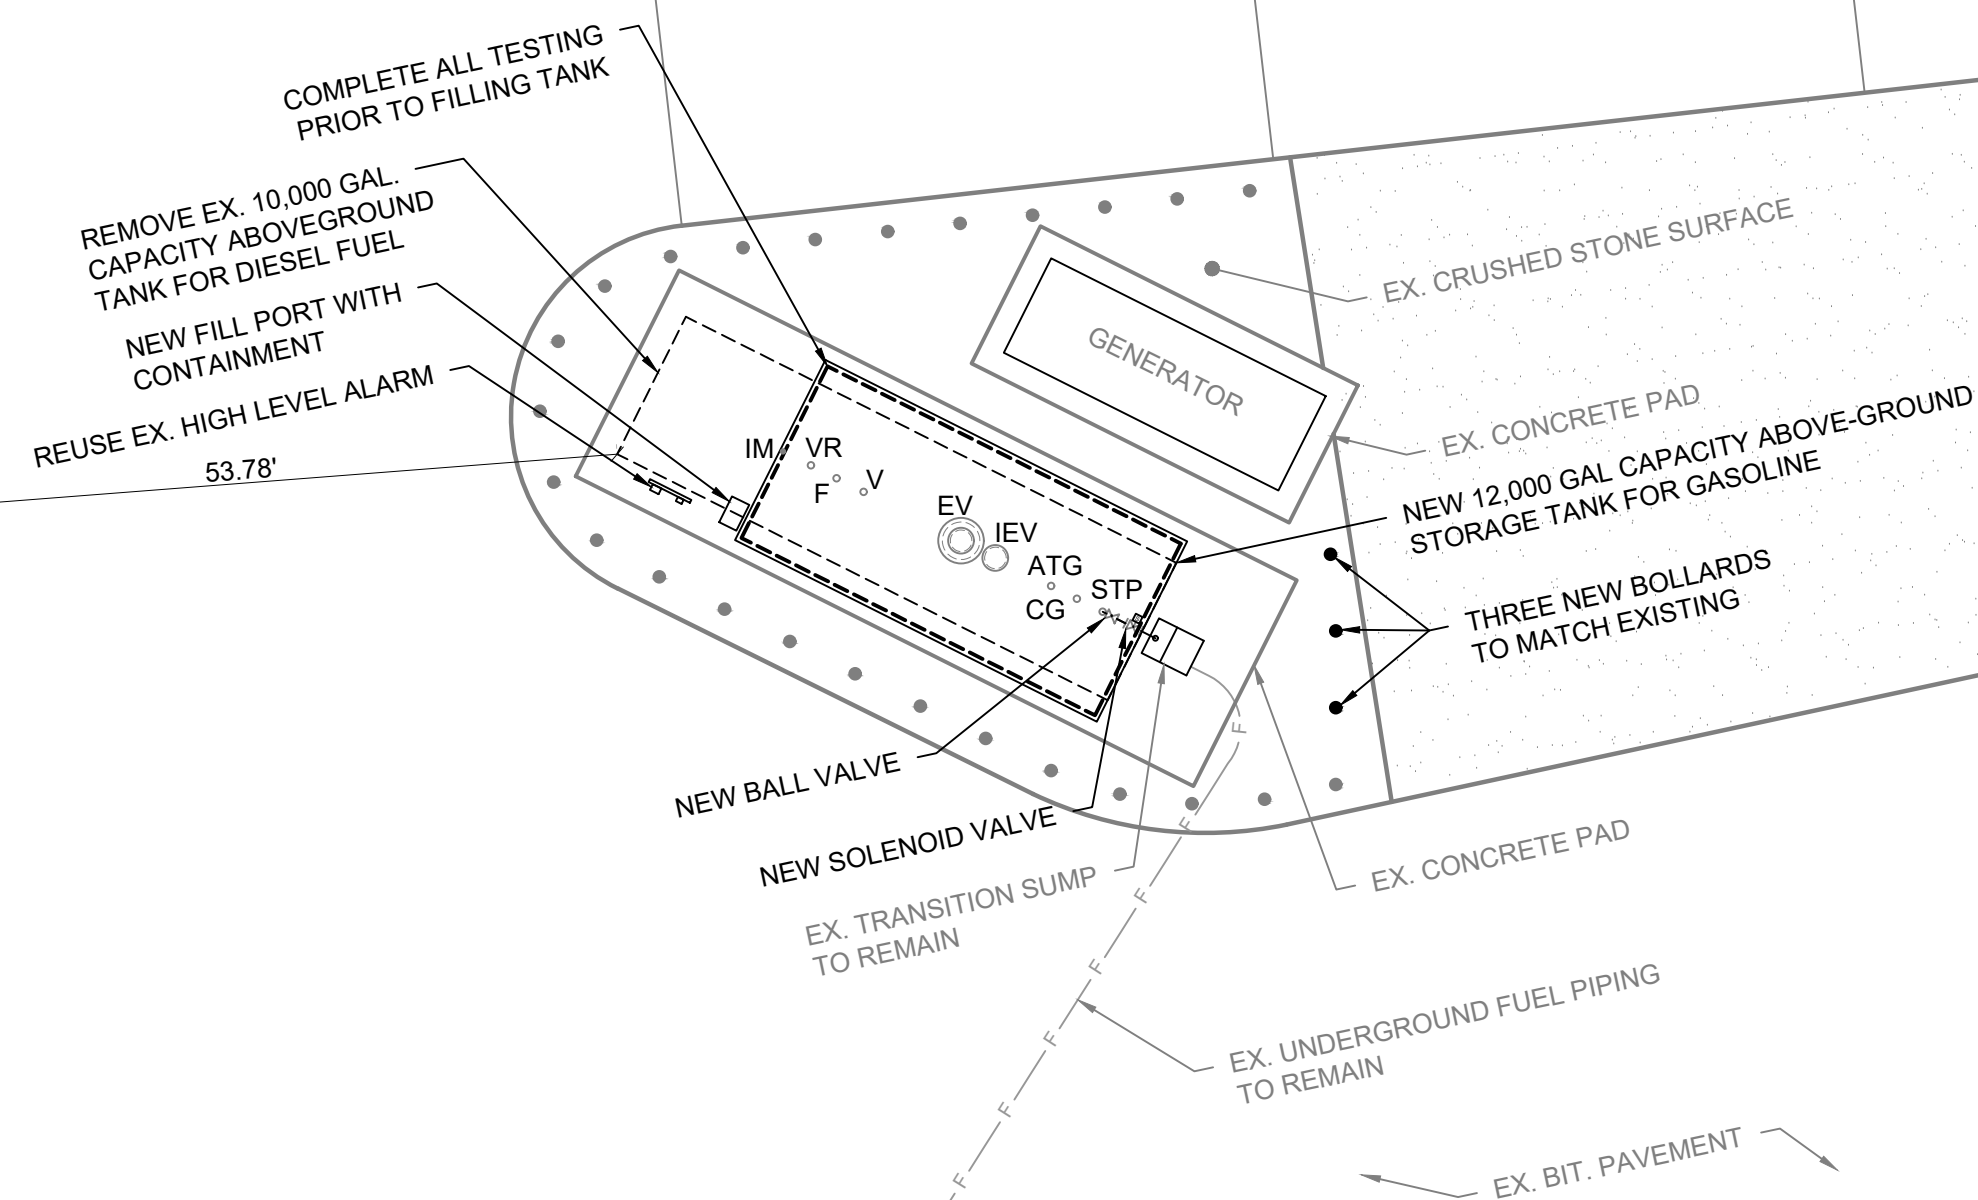 COMPLETE ALL TESTING
PRIOR TO FILLING TANK
REMOVE EX. 10,000 GAL.
CAPACITY ABOVEGROUND
TANK FOR DIESEL FUEL
NEW FILL PORT WITH
CONTAINMENT
REUSE EX. HIGH LEVEL ALARM
53.78'
EX. CRUSHED STONE SURFACE
GENERATOR
EX. CONCRETE PAD
NEW 12,000 GAL CAPACITY ABOVE-GROUND
STORAGE TANK FOR GASOLINE
THREE NEW BOLLARDS
TO MATCH EXISTING
IM
VR
F
V
EV
IEV
ATG
CG
STP
NEW BALL VALVE
NEW SOLENOID VALVE
EX. TRANSITION SUMP
TO REMAIN
EX. CONCRETE PAD
F
F
F
F
F
F
F
EX. UNDERGROUND FUEL PIPING
TO REMAIN
EX. BIT. PAVEMENT